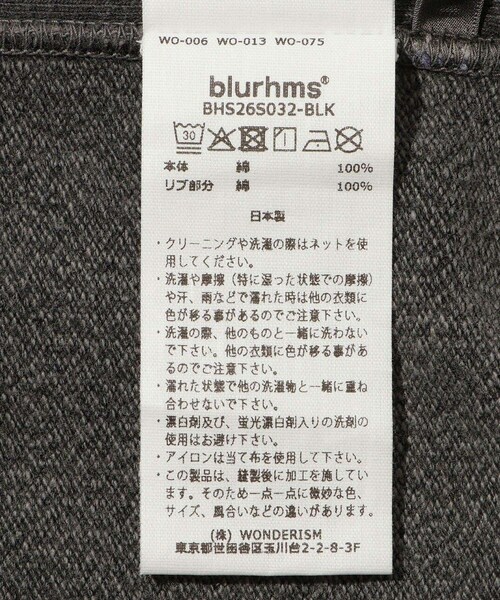 WO-006 WO-013 WO-075
blurhms®
BHS26S032-BLK
30
本体 綿 100%
リブ部分 綿 100%
日本製
・クリーニングや洗濯の際はネットを使
用してください。
・洗濯や摩擦（特に湿った状態での摩擦）
や汗、雨などで濡れた時は他の衣類に
色が移る事があるのでご注意下さい。
・洗濯の際、他のものと一緒に洗わない
で下さい。他の衣類に色が移る事があ
るのでご注意下さい。
・濡れた状態で他の洗濯物と一緒に重ね
合わせないで下さい。
・漂白剤及び、蛍光漂白剤入りの洗剤の
使用はお避け下さい。
・アイロンは当て布を使用して下さい。
・この製品は、縫製後に加工を施してい
ます。そのため一点一点に微妙な色、
サイズ、風合いなどの違いがあります。
(株) WONDERISM
東京都世田谷区玉川台2-2-8-3F